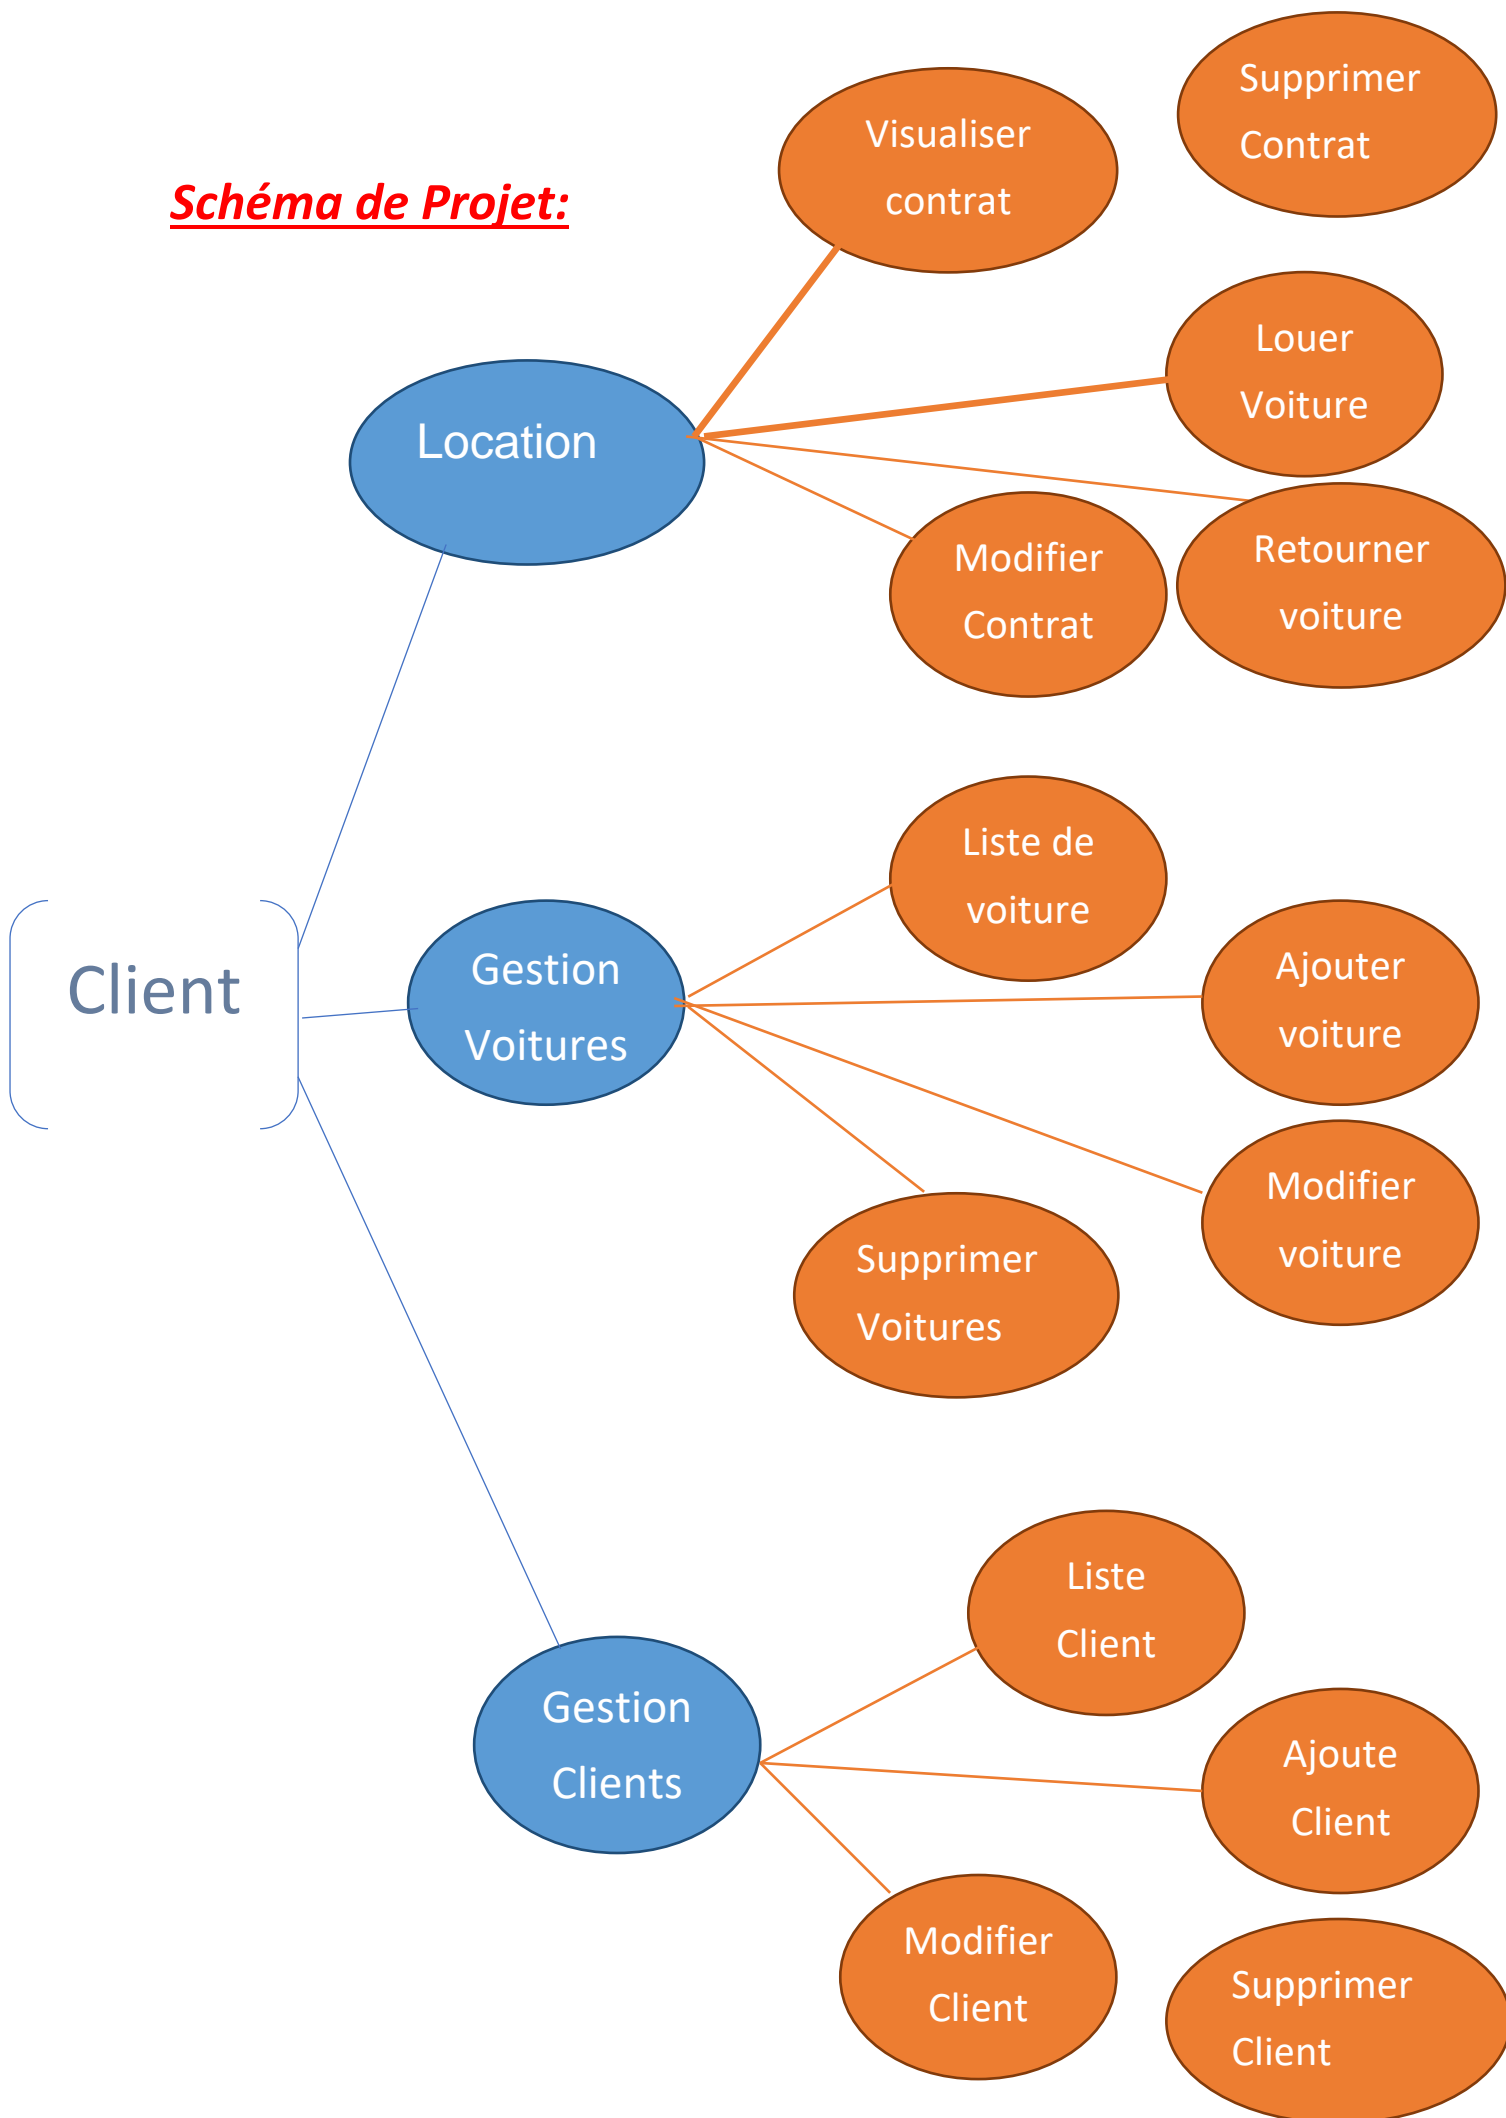 Schéma de Projet:
Visualiser
contrat
Supprimer
Contrat
Location
Louer
Voiture
Modifier
Contrat
Retourner
voiture
Client
Gestion
Voitures
Liste de
voiture
Ajouter
voiture
Modifier
voiture
Supprimer
Voitures
Gestion
Clients
Liste
Client
Ajoute
Client
Modifier
Client
Supprimer
Client